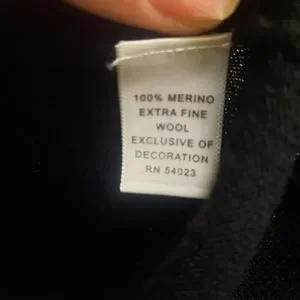 100% MERINO
EXTRA FINE
WOOL
EXCLUSIVE OF
DECORATION
RN 54023